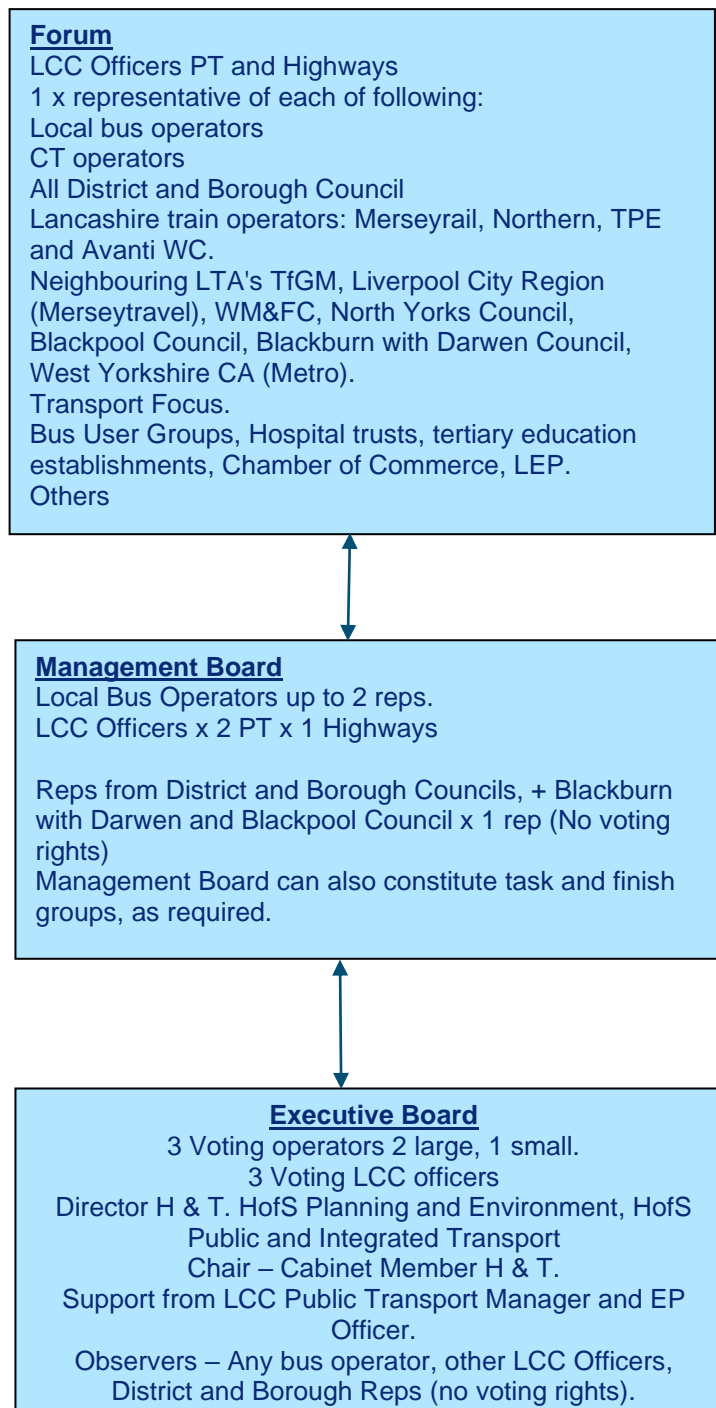 Forum
LCC Officers PT and Highways
1 x representative of each of following:
Local bus operators
CT operators
All District and Borough Council
Lancashire train operators: Merseyrail, Northern, TPE
and Avanti WC.
Neighbouring LTA's TfGM, Liverpool City Region
(Merseytravel), WM&FC, North Yorks Council,
Blackpool Council, Blackburn with Darwen Council,
West Yorkshire CA (Metro).
Transport Focus.
Bus User Groups, Hospital trusts, tertiary education
establishments, Chamber of Commerce, LEP.
Others
Management Board
Local Bus Operators up to 2 reps.
LCC Officers x 2 PT x 1 Highways
Reps from District and Borough Councils, + Blackburn
with Darwen and Blackpool Council x 1 rep (No voting
rights)
Management Board can also constitute task and finish
groups, as required.
Executive Board
3 Voting operators 2 large, 1 small.
3 Voting LCC officers
Director H & T. HofS Planning and Environment, HofS
Public and Integrated Transport
Chair – Cabinet Member H & T.
Support from LCC Public Transport Manager and EP
Officer.
Observers – Any bus operator, other LCC Officers,
District and Borough Reps (no voting rights).